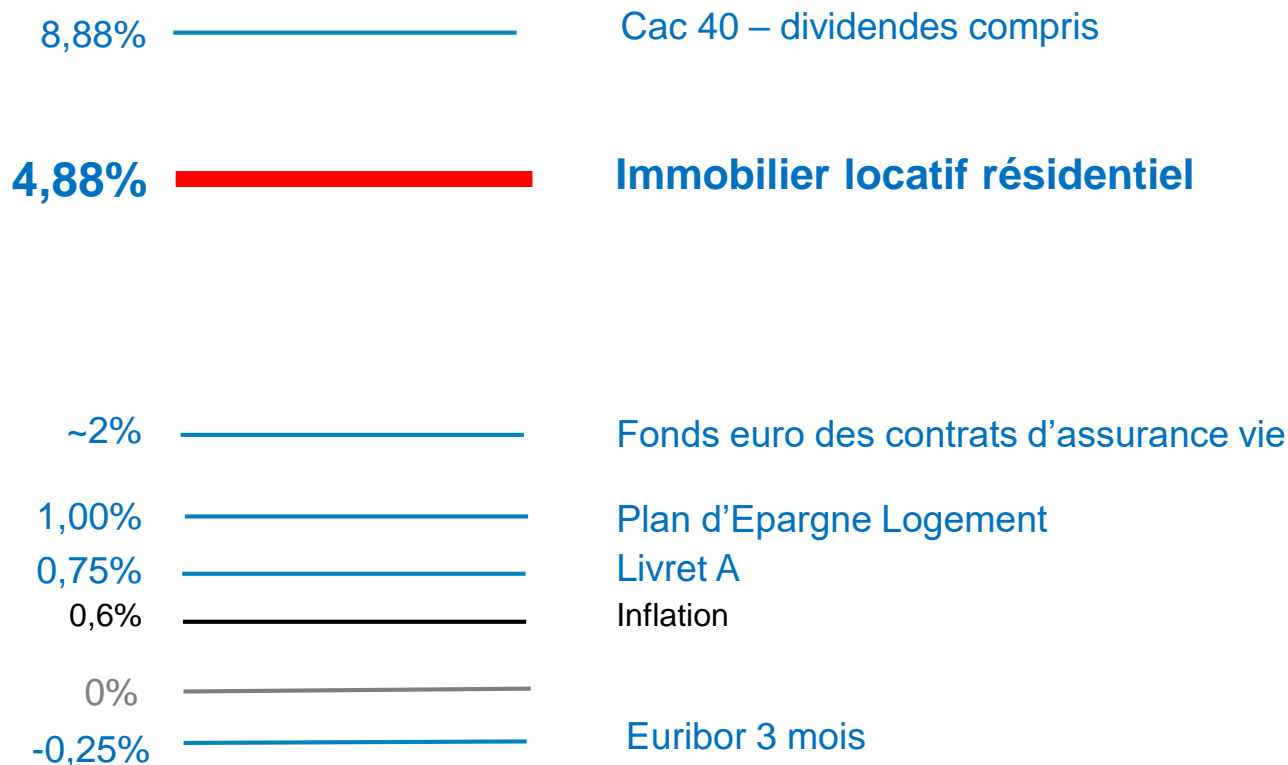 8,88% Cac 40 – dividendes compris
4,88% Immobilier locatif résidentiel
~2% Fonds euro des contrats d’assurance vie
1,00% Plan d’Epargne Logement
0,75% Livret A
0,6% Inflation
0%
-0,25% Euribor 3 mois